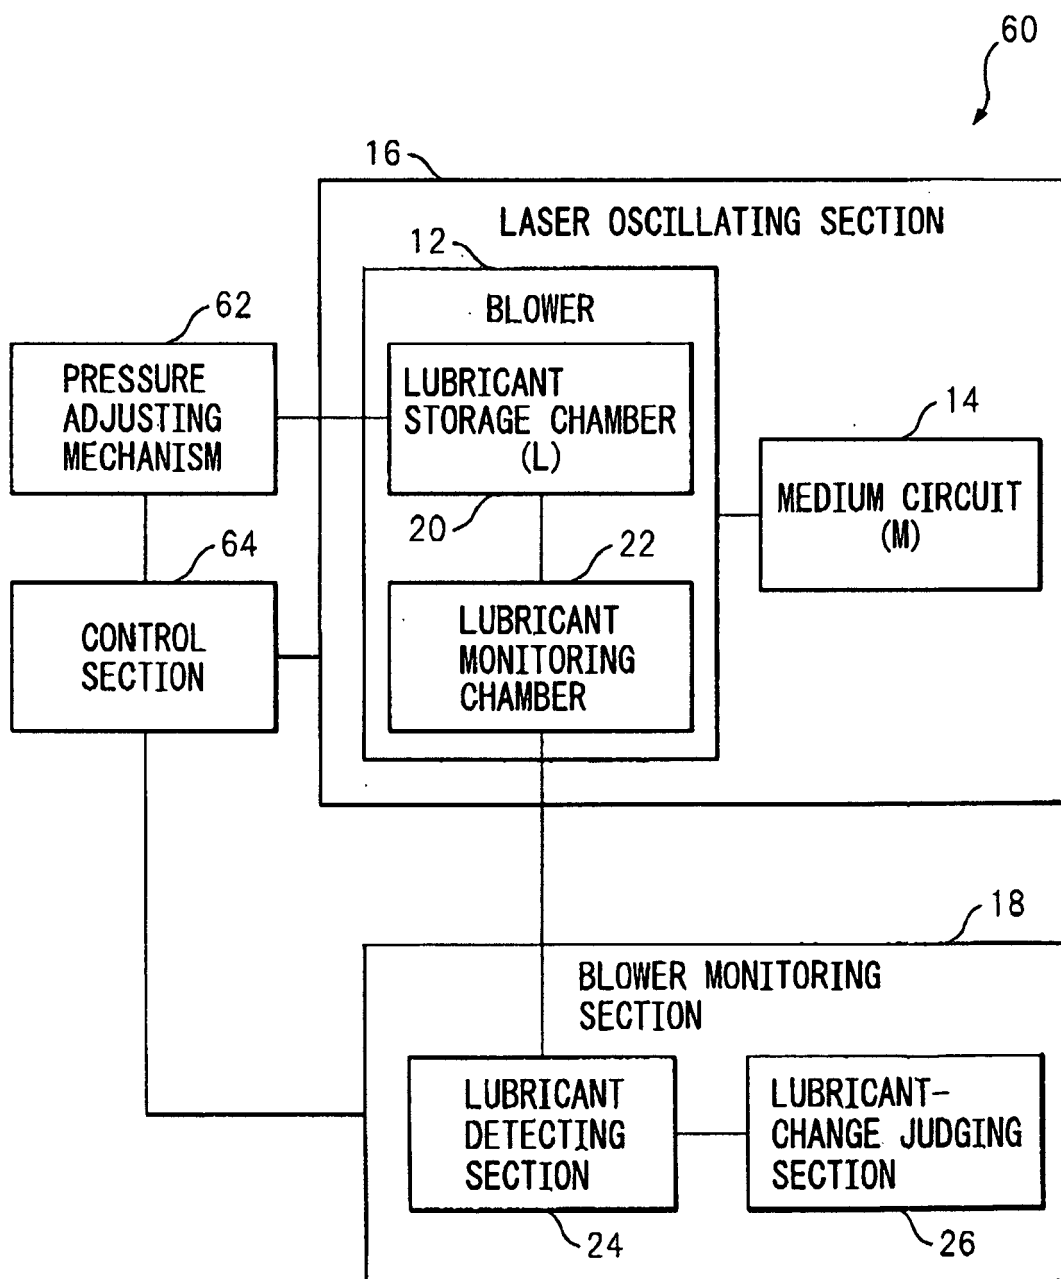 60
16
LASER OSCILLATING SECTION
12
BLOWER
62
PRESSURE
ADJUSTING
MECHANISM
LUBRICANT
STORAGE CHAMBER
(L)
14
MEDIUM CIRCUIT
(M)
20
22
64
CONTROL
SECTION
LUBRICANT
MONITORING
CHAMBER
18
BLOWER MONITORING
SECTION
LUBRICANT
DETECTING
SECTION
LUBRICANT-
CHANGE JUDGING
SECTION
24
26